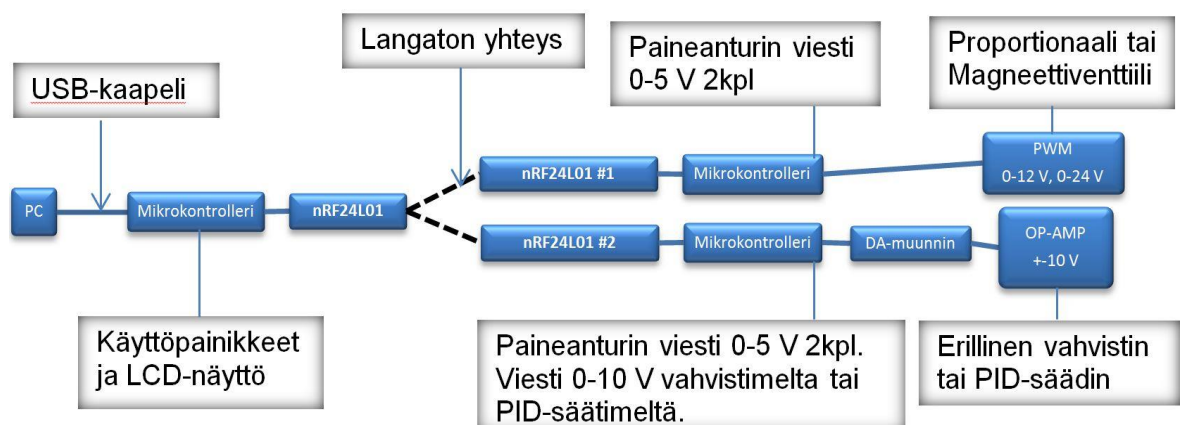 Langaton yhteys
Paineanturin viesti
0-5 V 2kpl
Proportionaali tai
Magneettiventtiili
USB-kaapeli
PC
Mikrokontrolleri
nRF24L01
nRF24L01 #1
Mikrokontrolleri
PWM
0-12 V, 0-24 V
nRF24L01 #2
Mikrokontrolleri
DA-muunnin
OP-AMP
+-10 V
Käyttöpainikkeet
ja LCD-näyttö
Paineanturin viesti 0-5 V 2kpl.
Viesti 0-10 V vahvistimelta tai
PID-säätimeltä.
Erillinen vahvistin
tai PID-säädin